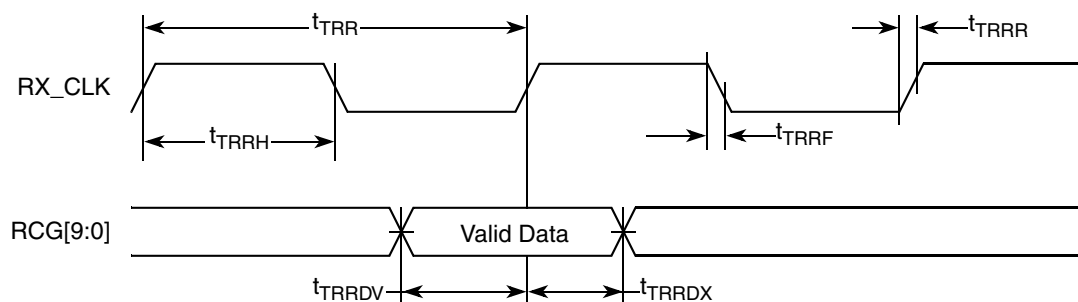 tTRR
tTRRR
RX_CLK
tTRRH
tTRRF
RCG[9:0]
Valid Data
tTRRDV
tTRRDX